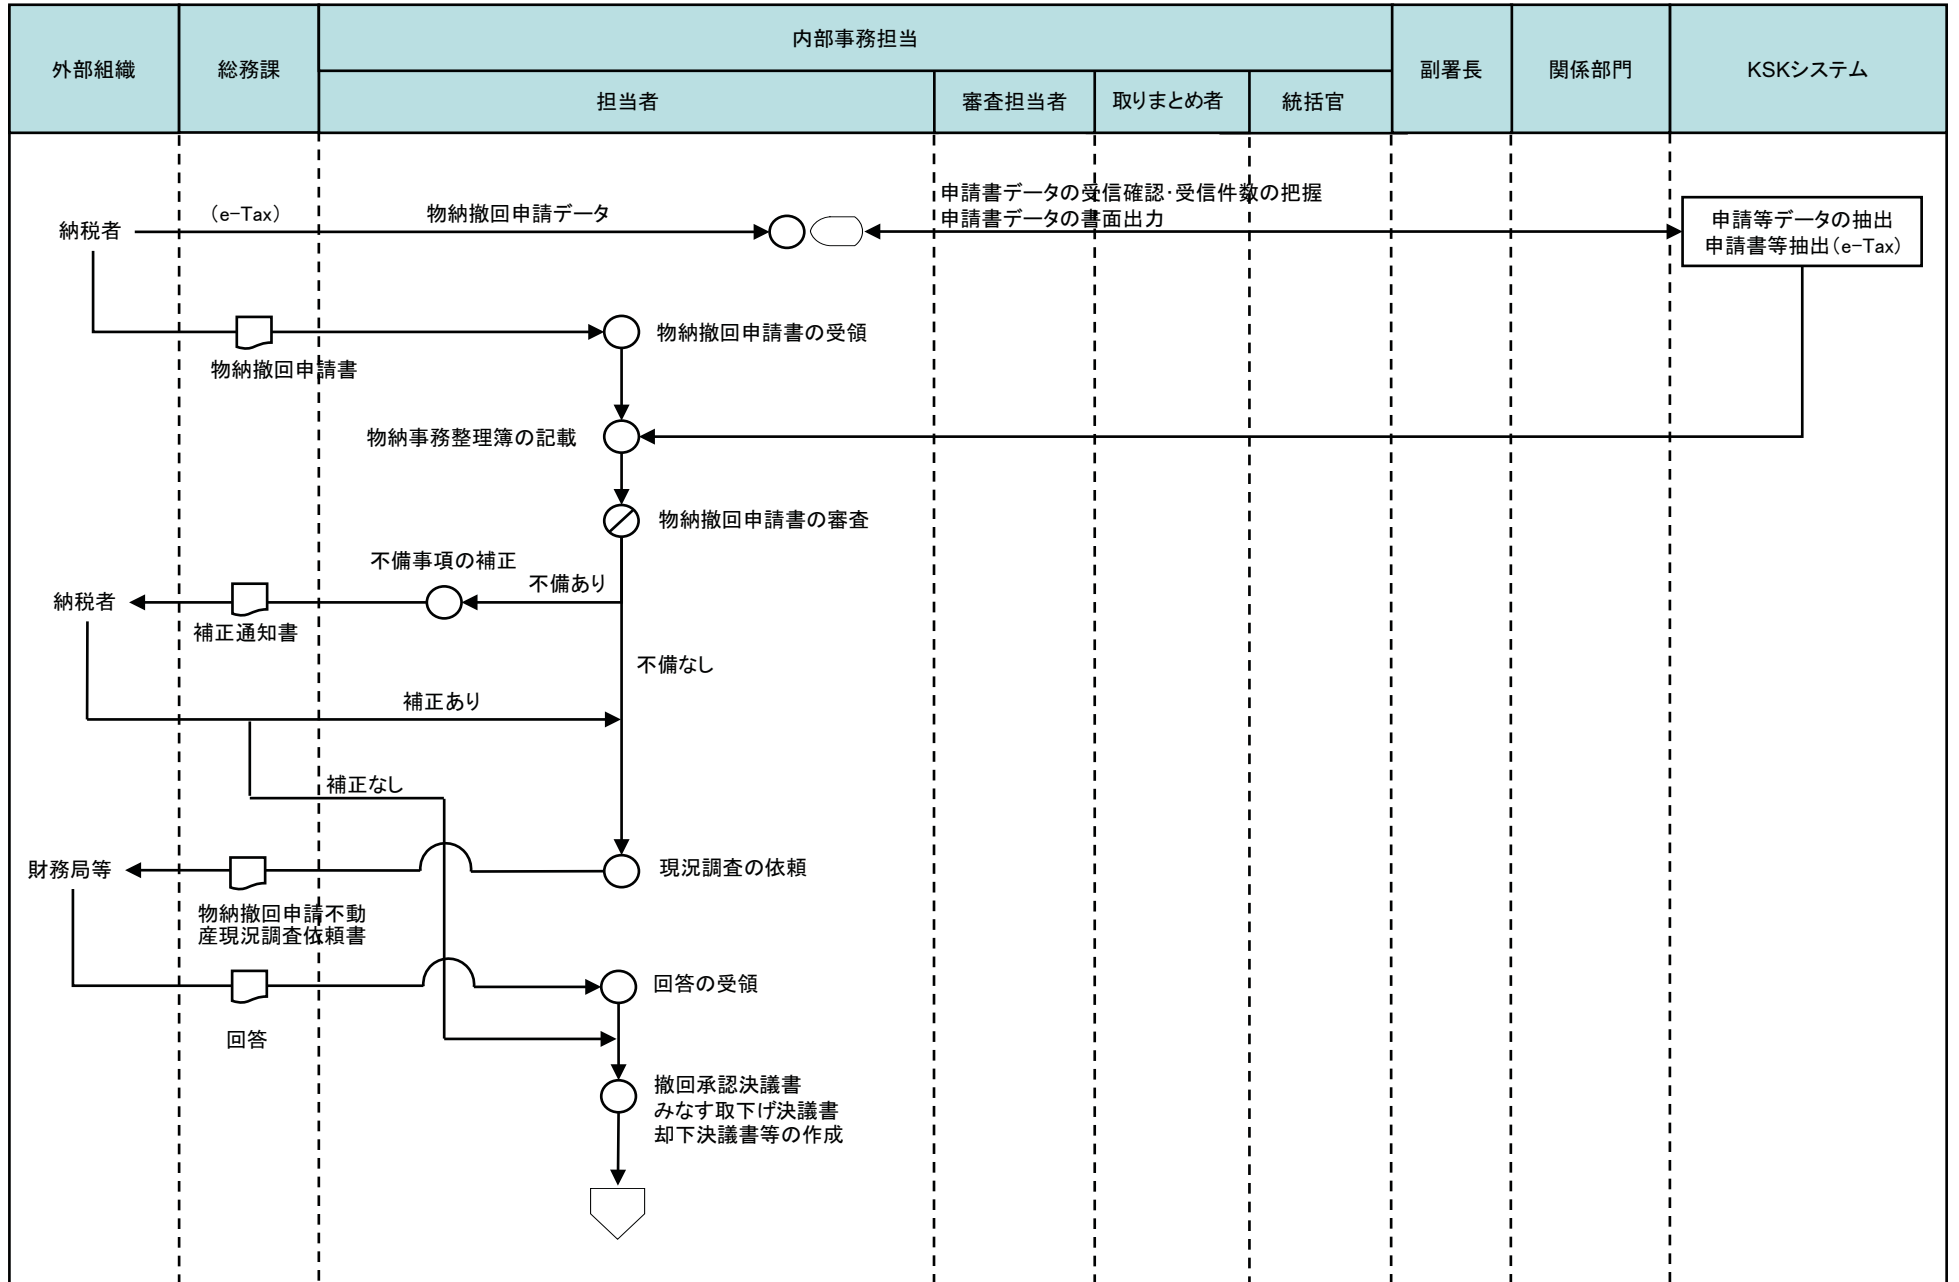 外部組織
総務課
内部事務担当
担当者
審査担当者
取りまとめ者
統括官
副署長
関係部門
KSKシステム
納税者
（e-Tax）
物納撤回申請データ
申請書データの受信確認・受信件数の把握
申請書データの書面出力
申請等データの抽出
申請書等抽出（e-Tax）
物納撤回申請書
物納撤回申請書の受領
物納事務整理簿の記載
物納撤回申請書の審査
不備事項の補正
不備あり
納税者
補正通知書
不備なし
補正あり
補正なし
財務局等
現況調査の依頼
物納撤回申請不動
産現況調査依頼書
回答の受領
回答
撤回承認決議書
みなす取下げ決議書
却下決議書等の作成